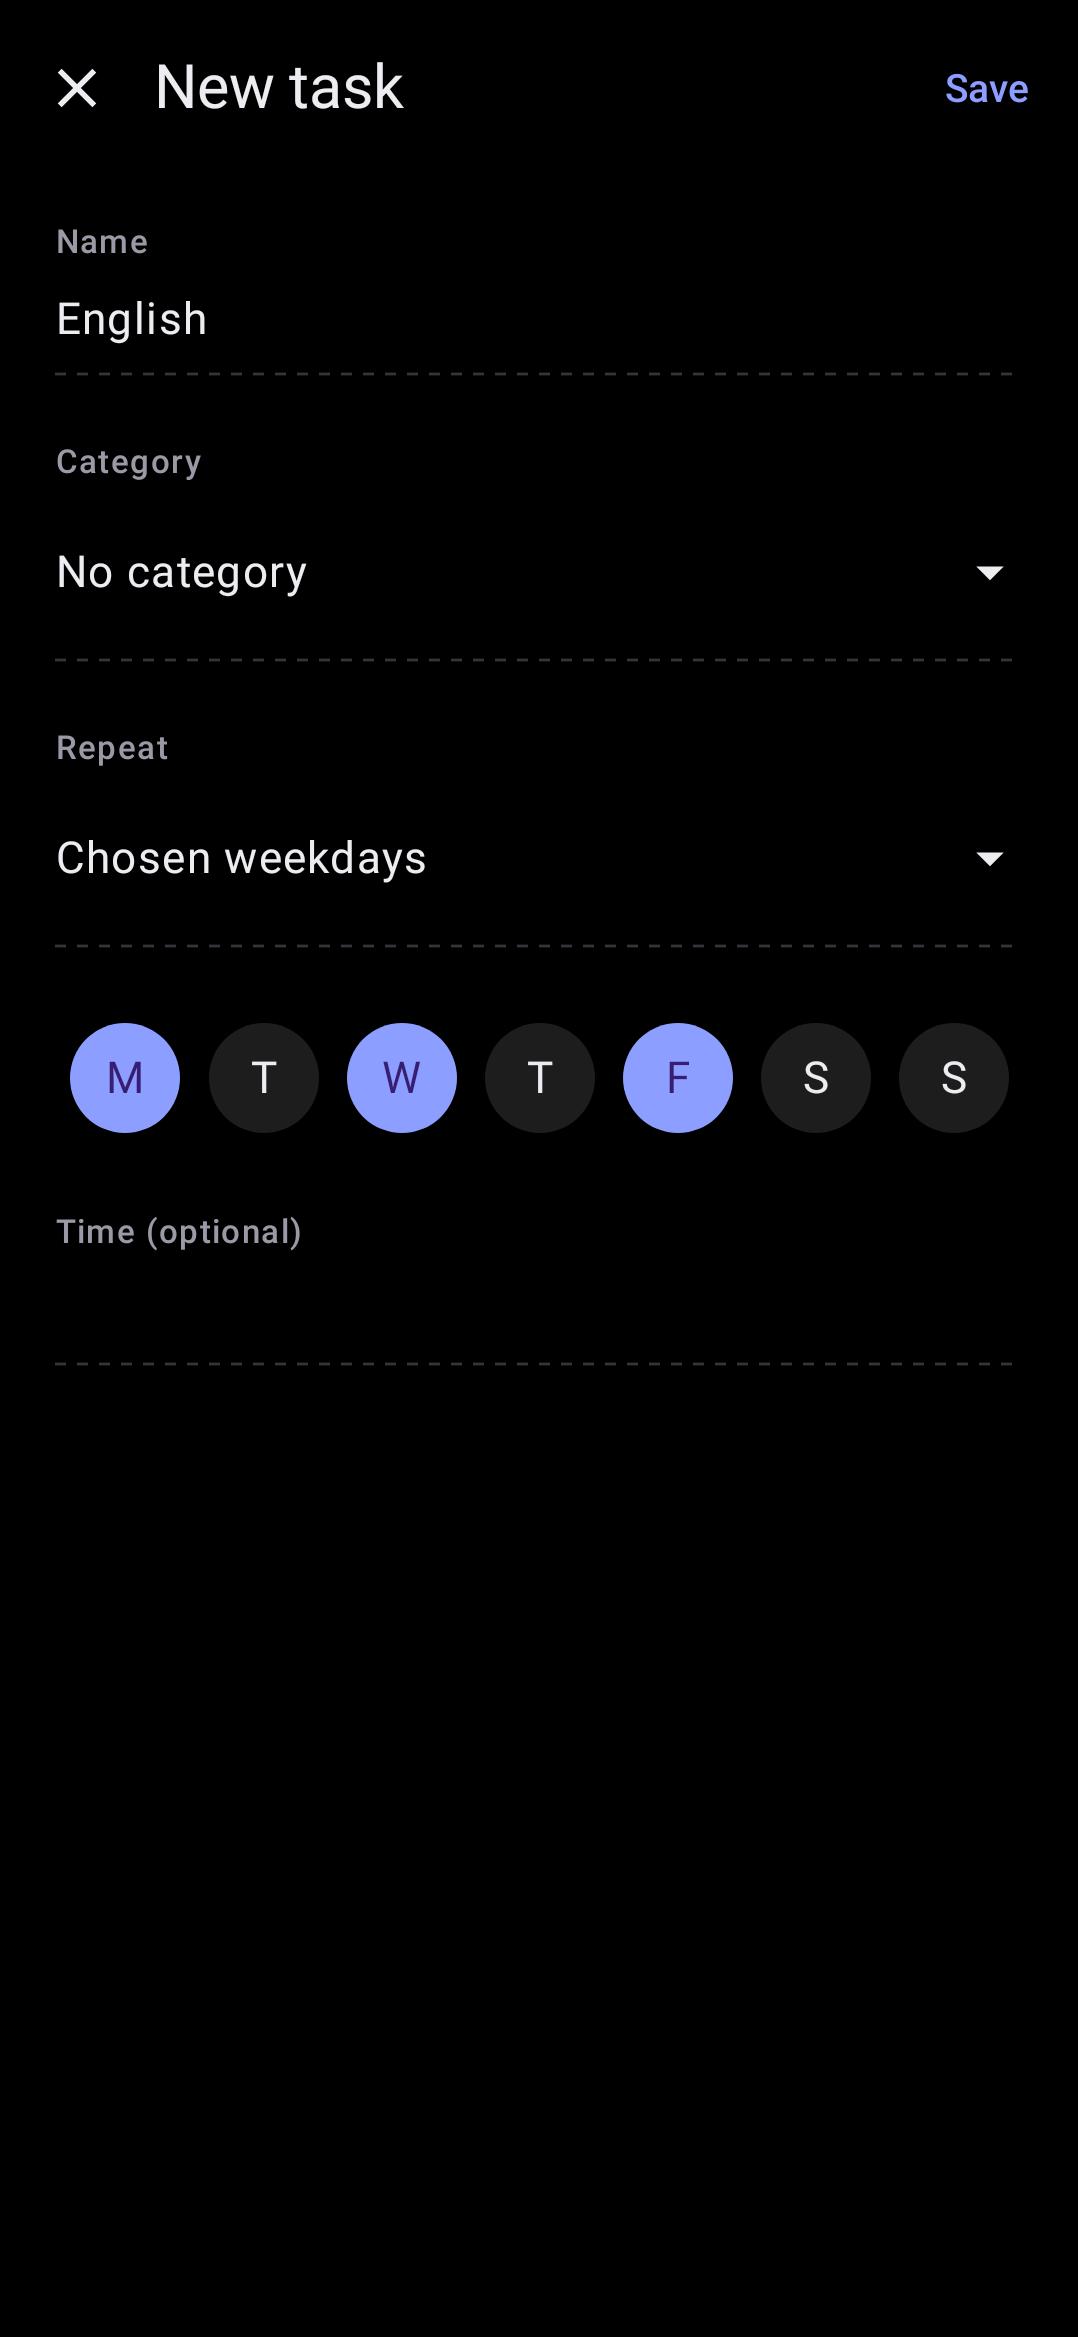 New task
Save
Name
English
Category
No category
Repeat
Chosen weekdays
M T W T F S S
Time (optional)